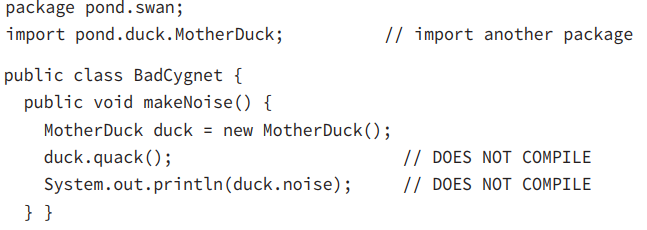 package pond.swan;
import pond.duck.MotherDuck;          // import another package
public class BadCygnet {
  public void makeNoise() {
    MotherDuck duck = new MotherDuck();
    duck.quack();                       // DOES NOT COMPILE
    System.out.println(duck.noise);     // DOES NOT COMPILE
  } }